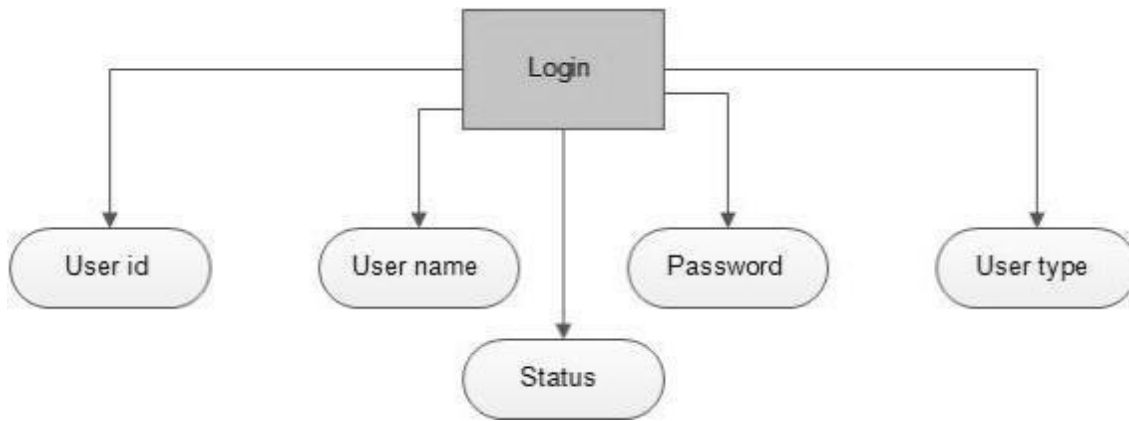 Login
User id
User name
Password
User type
Status